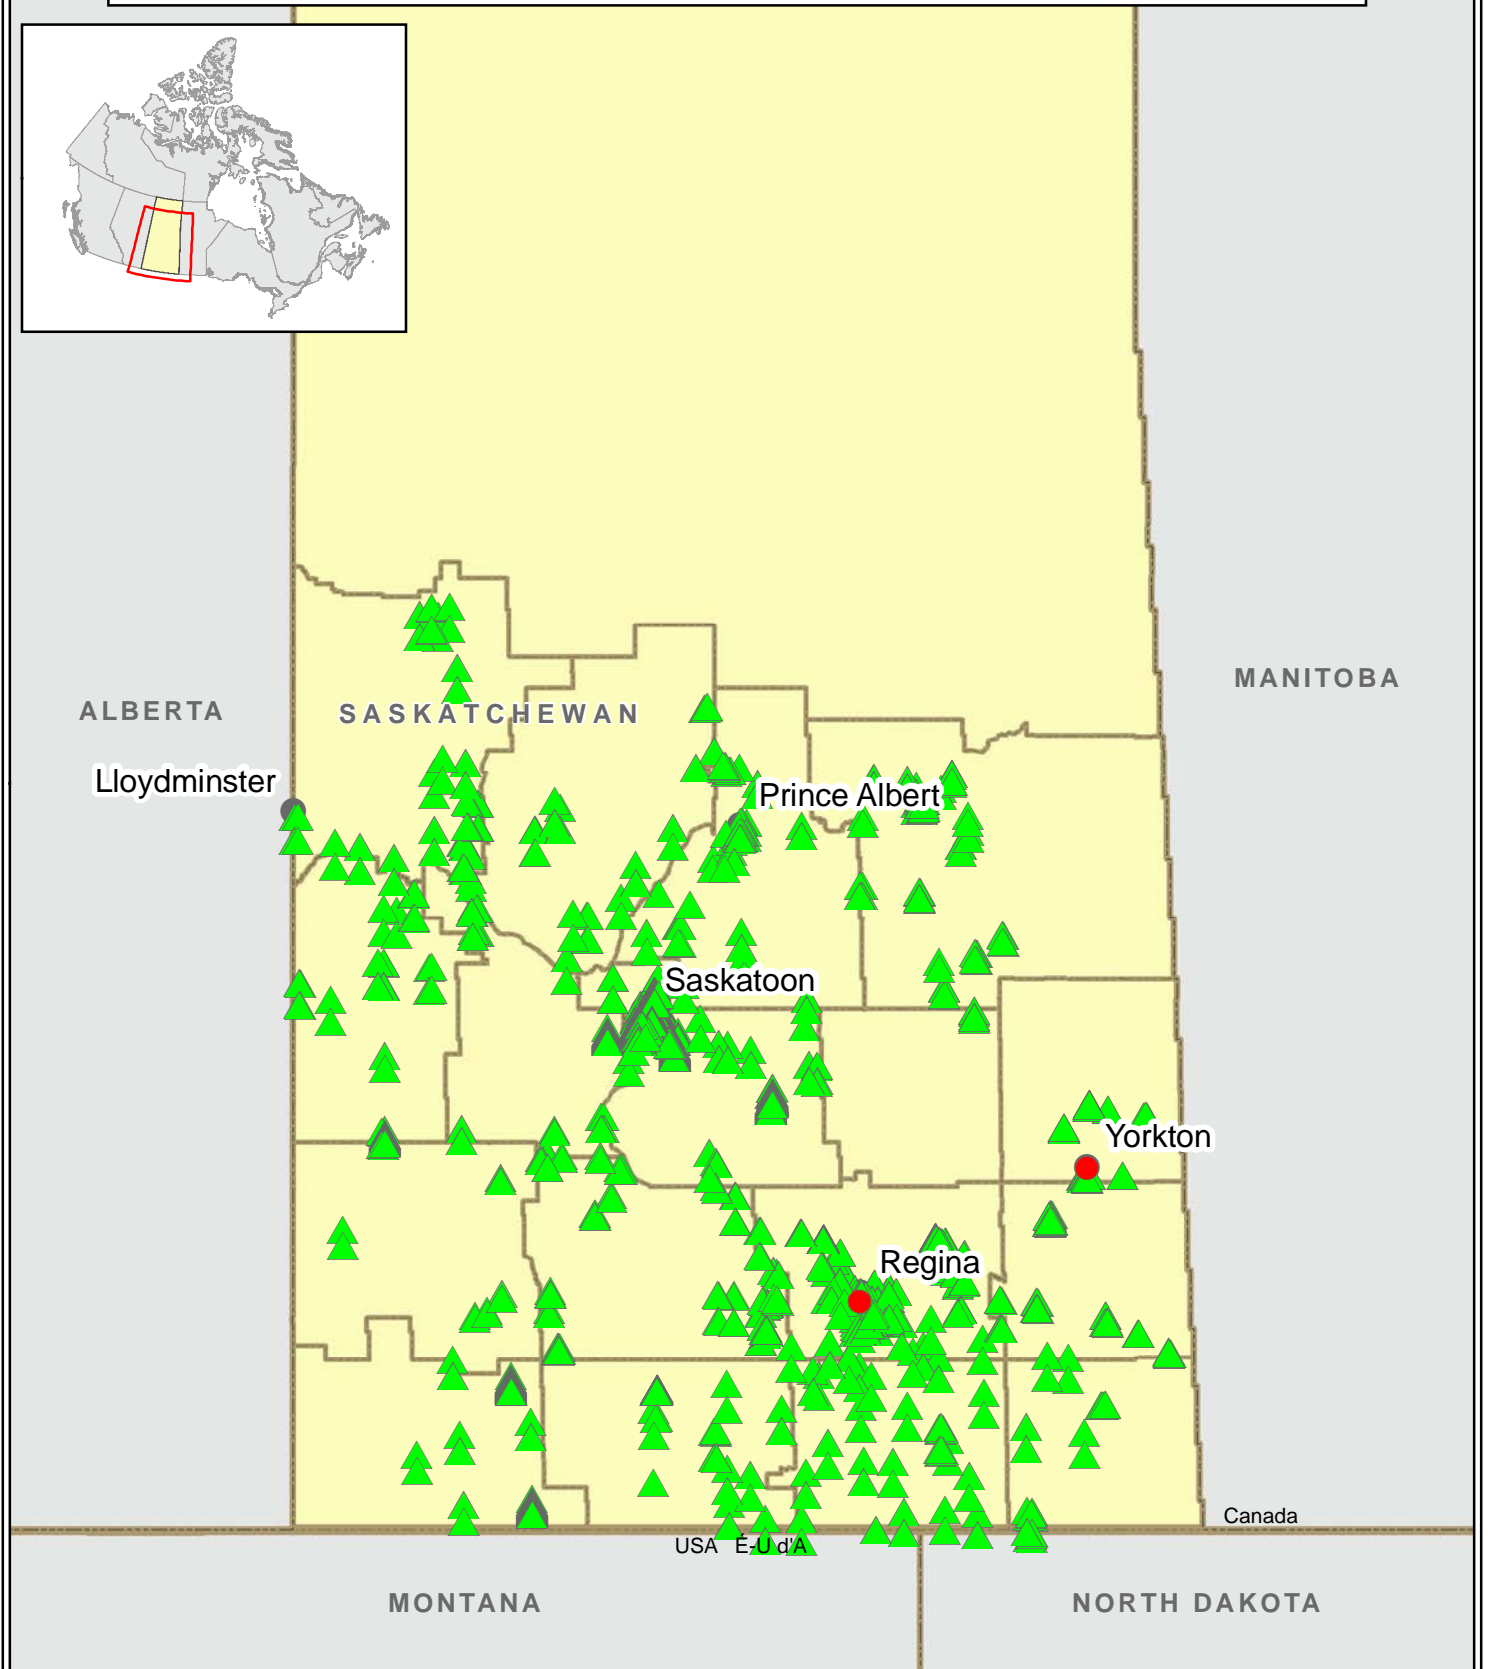 MANITOBA
ALBERTA
SASKATCHEWAN
Lloydminster
Prince Albert
Saskatoon
Yorkton
Regina
Canada
USA É-U d'A
MONTANA
NORTH DAKOTA